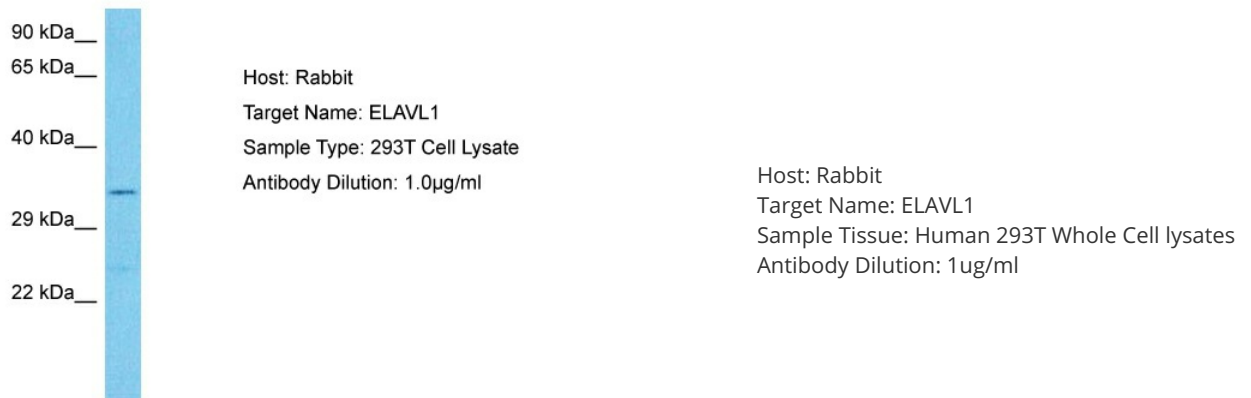 90 kDa__
65 kDa__
40 kDa__
29 kDa__
22 kDa__
Host: Rabbit
Target Name: ELAVL1
Sample Type: 293T Cell Lysate
Antibody Dilution: 1.0µg/ml
Host: Rabbit
Target Name: ELAVL1
Sample Tissue: Human 293T Whole Cell lysates
Antibody Dilution: 1ug/ml